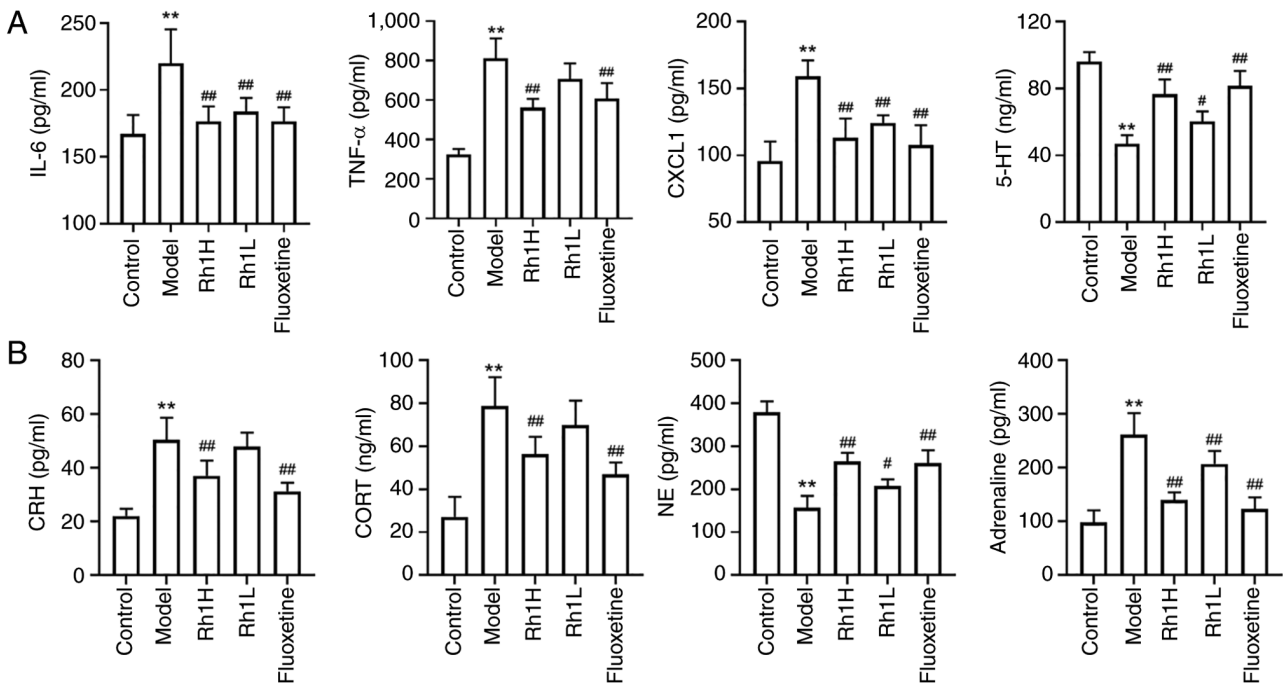 A
IL-6 (pg/ml)
250
200
150
100
**
##
##
##
Control
Model
Rh1H
Rh1L
Fluoxetine
TNF-α (pg/ml)
1,000
800
600
400
200
0
**
##
##
Control
Model
Rh1H
Rh1L
Fluoxetine
CXCL1 (pg/ml)
200
150
100
50
**
##
##
##
Control
Model
Rh1H
Rh1L
Fluoxetine
5-HT (ng/ml)
120
80
40
0
**
##
#
##
Control
Model
Rh1H
Rh1L
Fluoxetine
B
CRH (pg/ml)
80
60
40
20
0
**
##
##
Control
Model
Rh1H
Rh1L
Fluoxetine
CORT (ng/ml)
100
80
60
40
20
0
**
##
##
Control
Model
Rh1H
Rh1L
Fluoxetine
NE (pg/ml)
500
400
300
200
100
0
**
##
#
##
Control
Model
Rh1H
Rh1L
Fluoxetine
Adrenaline (pg/ml)
400
300
200
100
0
**
##
##
##
Control
Model
Rh1H
Rh1L
Fluoxetine